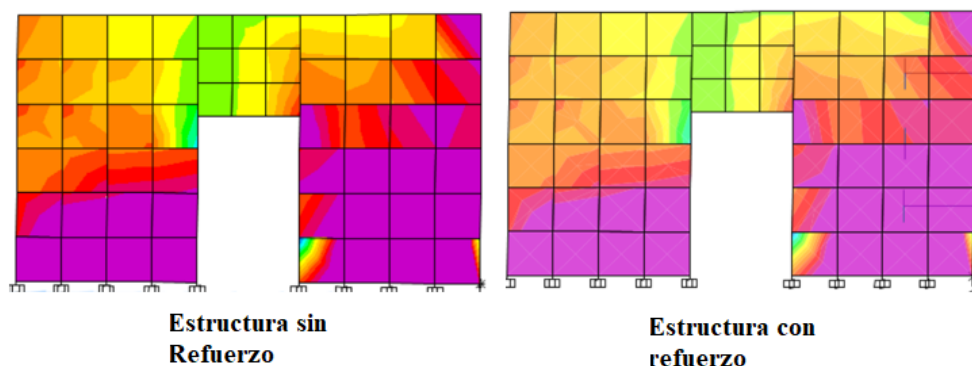 Estructura sin
Refuerzo
Estructura con
refuerzo